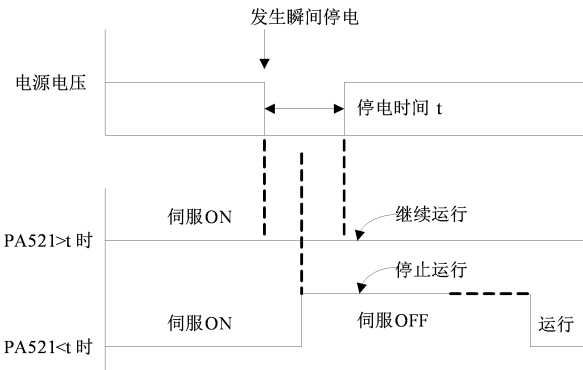 发生瞬间停电
电源电压
停电时间 t
伺服ON
继续运行
PA521>t 时
停止运行
伺服ON
伺服OFF
运行
PA521<t 时